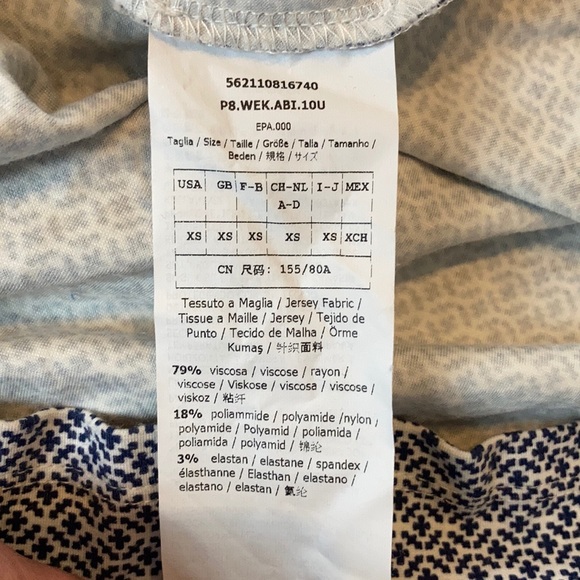 562110816740
P8.WEK.ABI.10U
EPA.000
Taglia / Size / Taille / Größe / Talla / Tamanho /
Beden / 規格 / サイズ
USA GB F-B CH-NL I-J MEX
A-D
XS XS XS XS XS XCH
CN 尺码: 155/80A
Tessuto a Maglia / Jersey Fabric /
Tissue a Maille / Jersey / Tejido de
Punto / Tecido de Malha / Örme
Kumaş / 针织面料
79% viscosa / viscose / rayon /
viscose / Viskose / viscosa / viscose /
viskoz / 粘纤
18% poliammide / polyamide /nylon /
polyamide / Polyamid / poliamida /
poliamida / polyamid / 锦纶
3% elastan / elastane / spandex /
élasthanne / Elasthan / elastano /
elastano / elastan / 氨纶